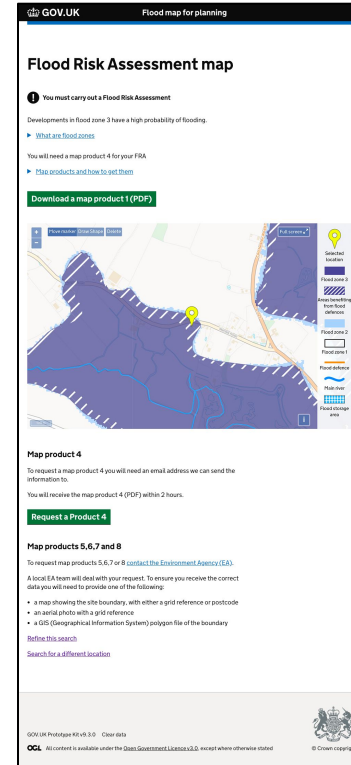 GOV.UK Flood map for planning
Flood Risk Assessment map
! You must carry out a Flood Risk Assessment
Developments in flood zone 3 have a high probability of flooding.
What are flood zones
You will need a map product 4 for your FRA
Map products and how to get them
Download a map product 1 (PDF)
+ Move marker Draw Shape Delete Full screen
−
Selected
location
Flood zone 3
Areas benefiting
from flood
defences
Flood zone 2
Flood zone 1
Flood defence
Main river
Flood storage
area
i
Map product 4
To request a map product 4 you will need an email address we can send the
information to.
You will receive the map product 4 (PDF) within 2 hours.
Request a Product 4
Map products 5,6,7 and 8
To request map products 5,6,7 or 8 contact the Environment Agency (EA).
A local EA team will deal with your request. To ensure you receive the correct
data you will need to provide one of the following:
• a map showing the site boundary, with either a grid reference or postcode
• an aerial photo with a grid reference
• a GIS (Geographical Information System) polygon file of the boundary
Refine this search
Search for a different location
GOV.UK Prototype Kit v9.3.0 Clear data
OGL All content is available under the Open Government Licence v3.0, except where otherwise stated
© Crown copyrig